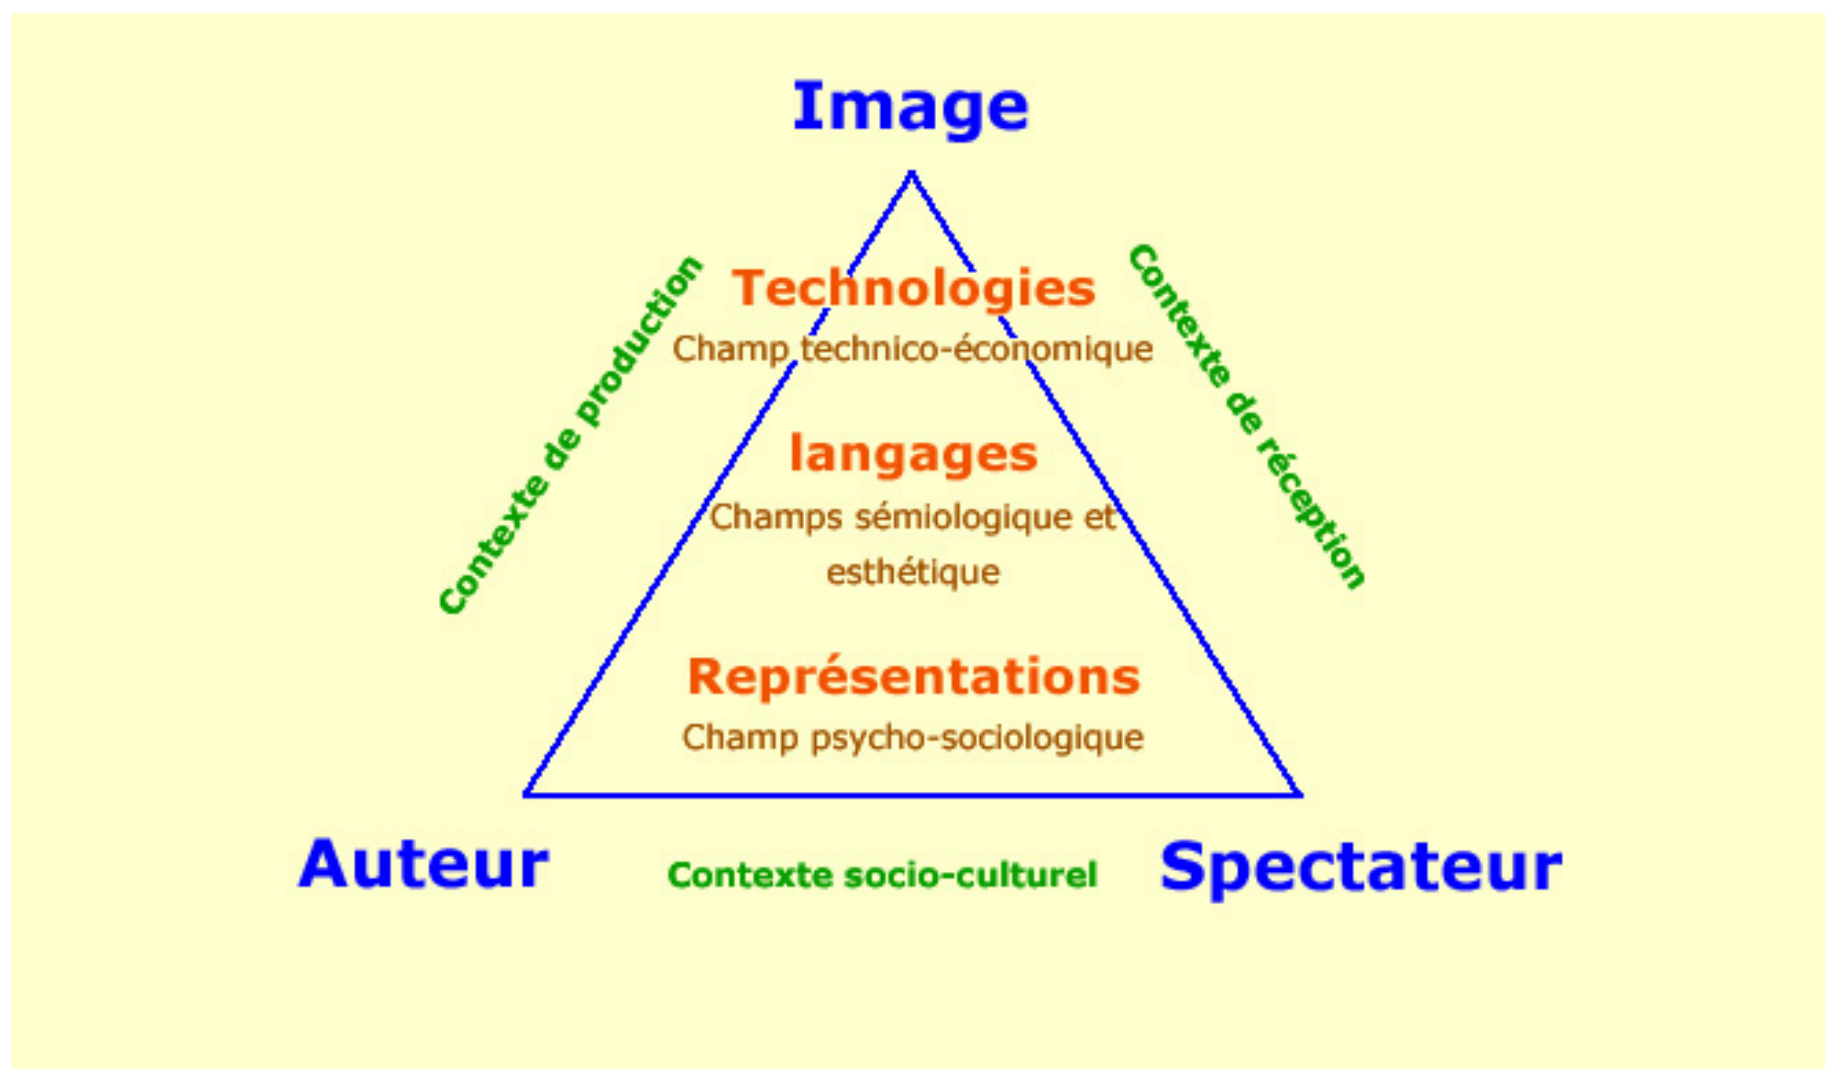 Image
Contexte de production
Contexte de réception
Technologies
Champ technico-économique
langages
Champs sémiologique et
esthétique
Représentations
Champ psycho-sociologique
Auteur
Contexte socio-culturel
Spectateur